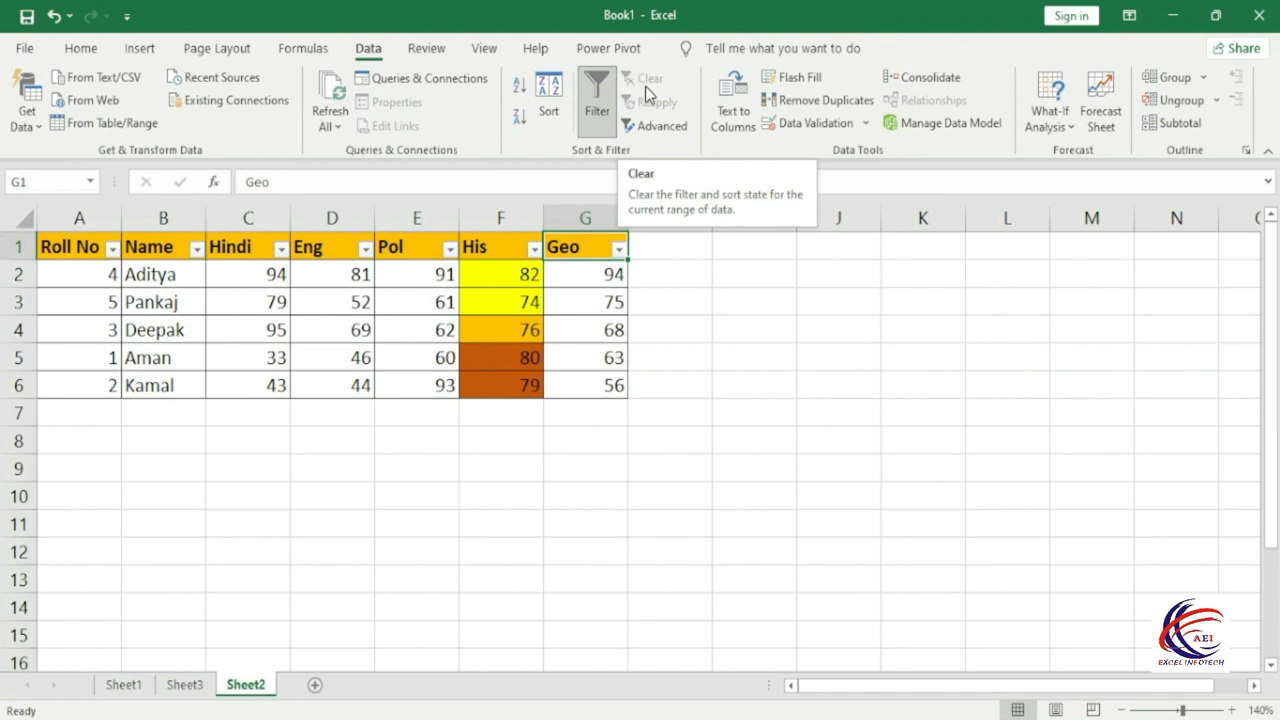 Book1 - Excel
Sign in
File Home Insert Page Layout Formulas Data Review View Help Power Pivot Tell me what you want to do Share
Get Data
From Text/CSV
From Web
From Table/Range
Recent Sources
Existing Connections
Get & Transform Data
Refresh All
Queries & Connections
Properties
Edit Links
Queries & Connections
Sort
Filter
Clear
Reapply
Advanced
Sort & Filter
Text to Columns
Flash Fill
Remove Duplicates
Data Validation
Consolidate
Relationships
Manage Data Model
Data Tools
What-If Analysis
Forecast Sheet
Forecast
Group
Ungroup
Subtotal
Outline
G1 fx Geo
Clear
Clear the filter and sort state for the
current range of data.
A B C D E F G J K L M N
1 Roll No Name Hindi Eng Pol His Geo
2 4 Aditya 94 81 91 82 94
3 5 Pankaj 79 52 61 74 75
4 3 Deepak 95 69 62 76 68
5 1 Aman 33 46 60 80 63
6 2 Kamal 43 44 93 79 56
7
8
9
10
11
12
13
14
15
16
AEI
EXCEL INFOTECH
Sheet1 Sheet3 Sheet2
Ready 140%